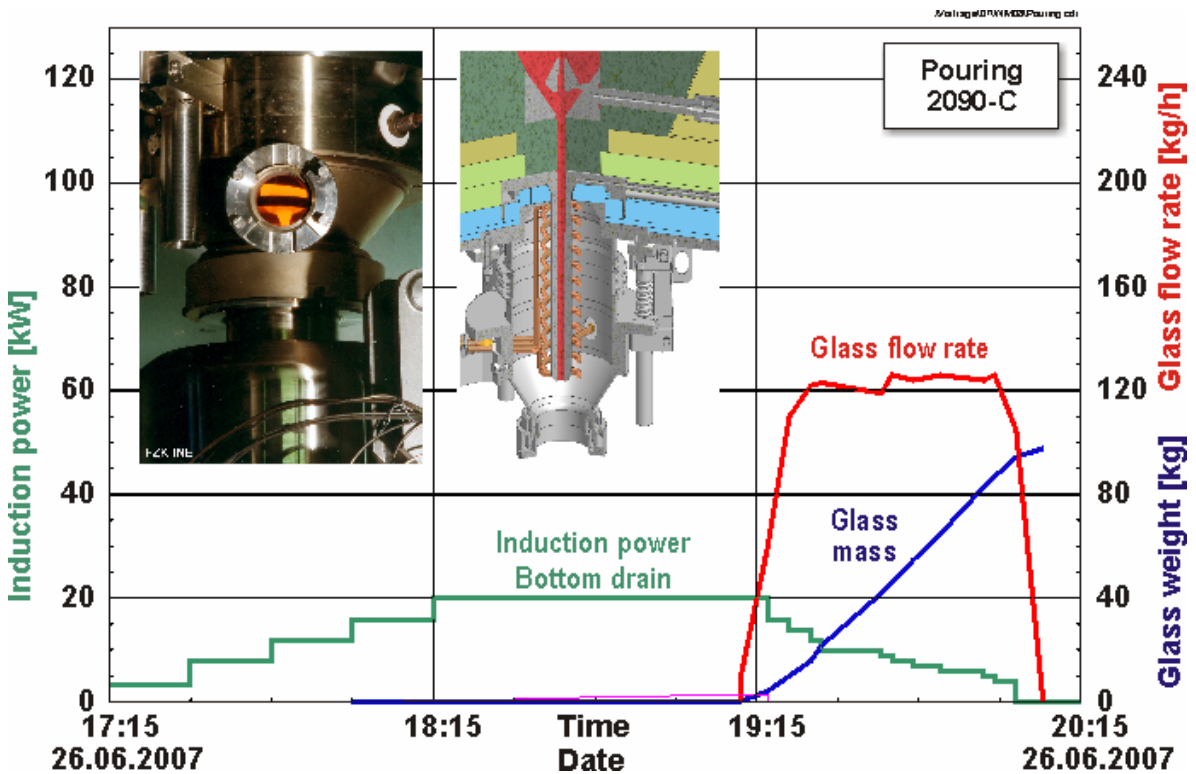 Pouring
2090-C
120
100
80
60
40
20
0
Induction power [kW]
FZK INE
Glass flow rate
Glass
mass
Induction power
Bottom drain
240
200
160
120
80
40
0
Glass flow rate [kg/h]
Glass weight [kg]
17:15
18:15
Time
19:15
20:15
26.06.2007
Date
26.06.2007